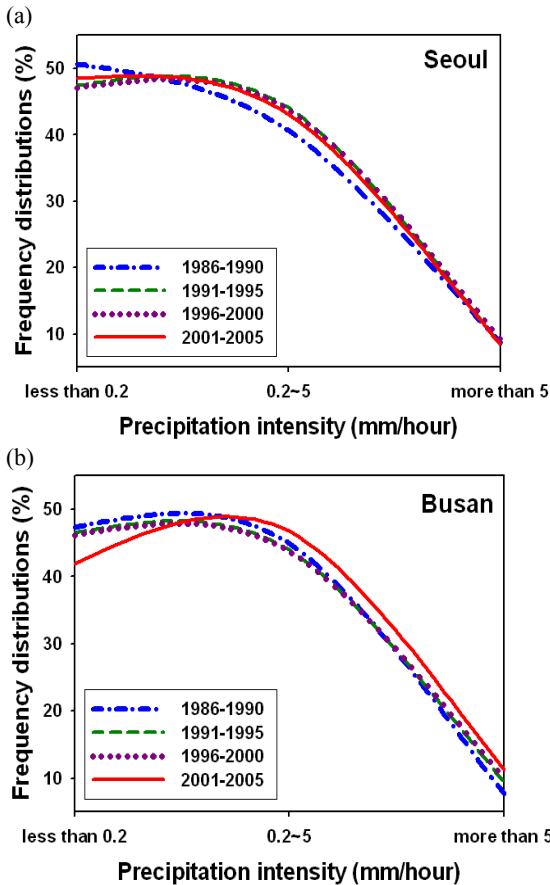 (a)
Frequency distributions (%)
50
40
30
20
10
Seoul
1986-1990
1991-1995
1996-2000
2001-2005
less than 0.2
0.2~5
more than 5
Precipitation intensity (mm/hour)
(b)
Frequency distributions (%)
50
40
30
20
10
Busan
1986-1990
1991-1995
1996-2000
2001-2005
less than 0.2
0.2~5
more than 5
Precipitation intensity (mm/hour)